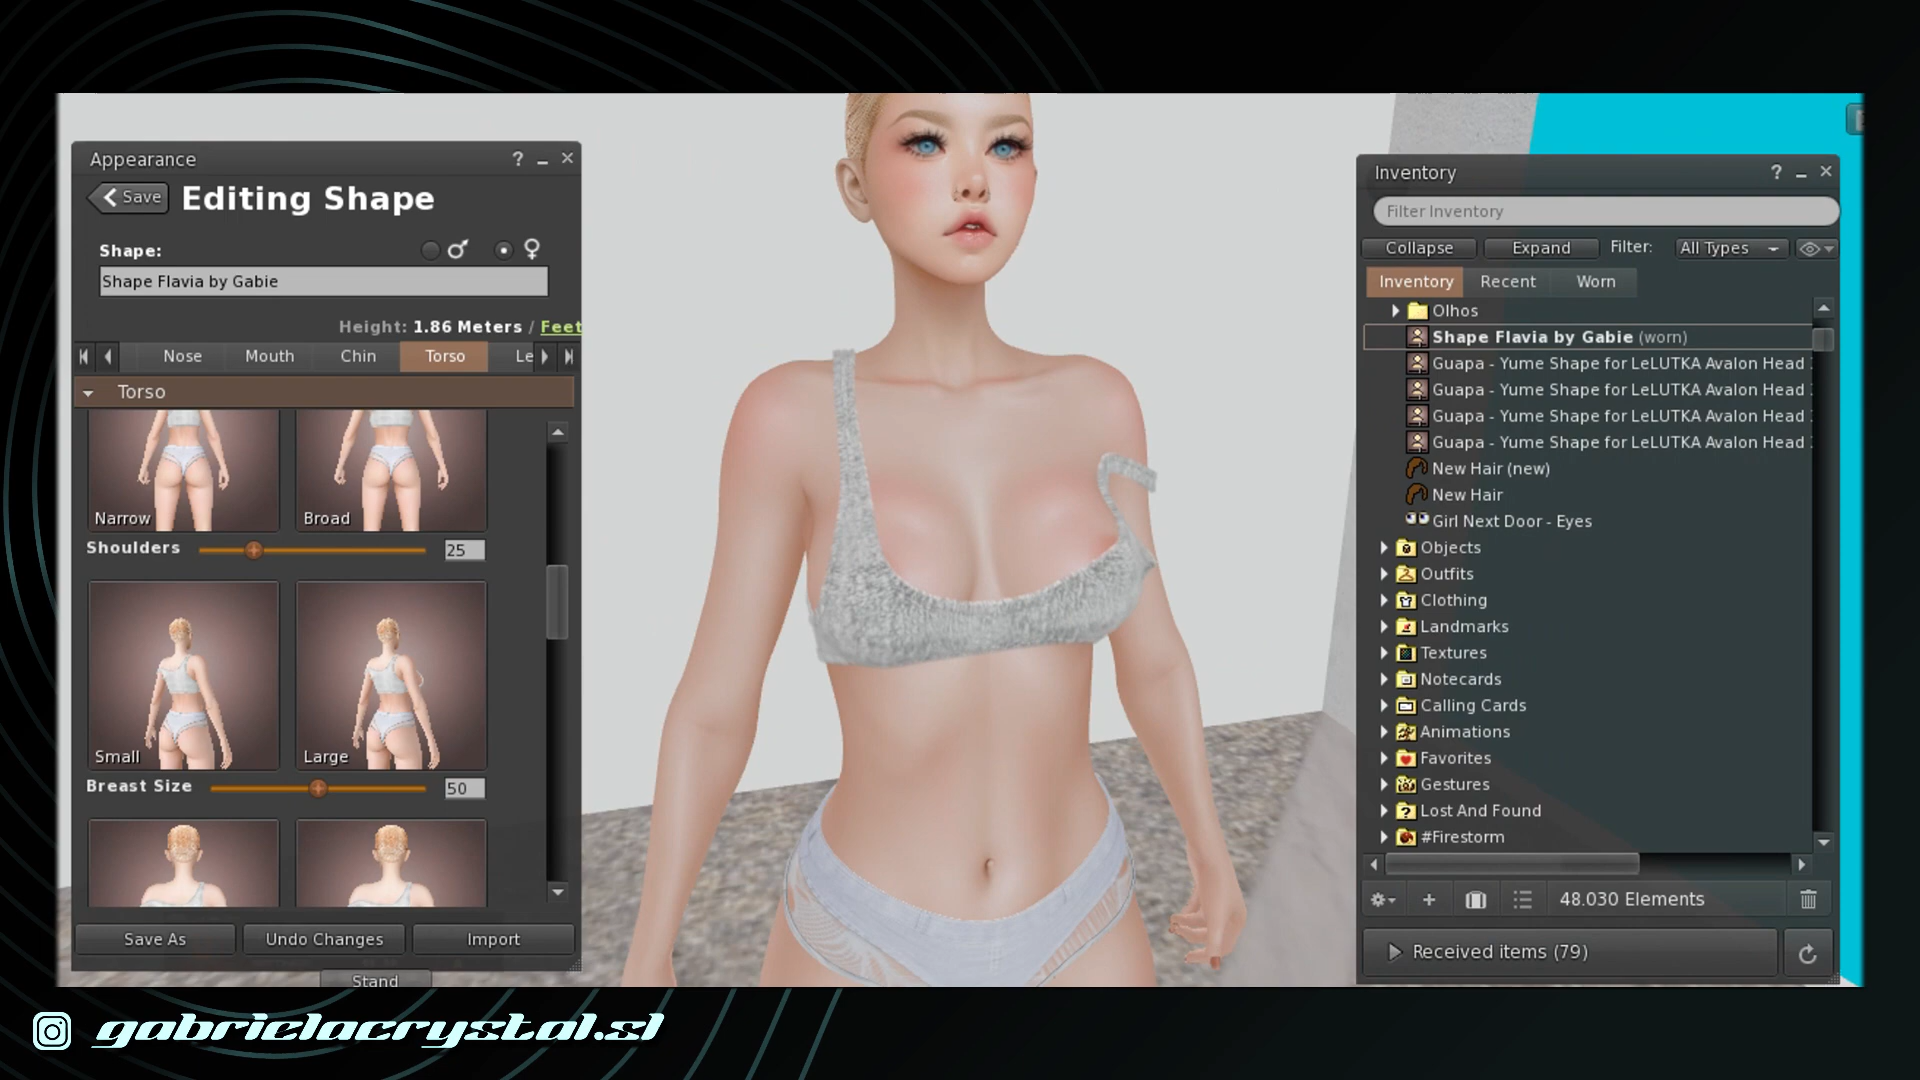 Appearance
?
Save
Editing Shape
Shape:
Shape Flavia by Gabie
Height: 1.86 Meters / Feet
Nose
Mouth
Chin
Torso
Le
Torso
Narrow
Broad
Shoulders
25
Small
Large
Breast Size
50
Save As
Undo Changes
Import
Stand
Inventory
?
Filter Inventory
Collapse
Expand
Filter:
All Types
Inventory
Recent
Worn
Olhos
Shape Flavia by Gabie (worn)
Guapa - Yume Shape for LeLUTKA Avalon Head
Guapa - Yume Shape for LeLUTKA Avalon Head
Guapa - Yume Shape for LeLUTKA Avalon Head
Guapa - Yume Shape for LeLUTKA Avalon Head
New Hair (new)
New Hair
Girl Next Door - Eyes
Objects
Outfits
Clothing
Landmarks
Textures
Notecards
Calling Cards
Animations
Favorites
Gestures
Lost And Found
#Firestorm
48.030 Elements
Received items (79)
gabrielacrystal.sl